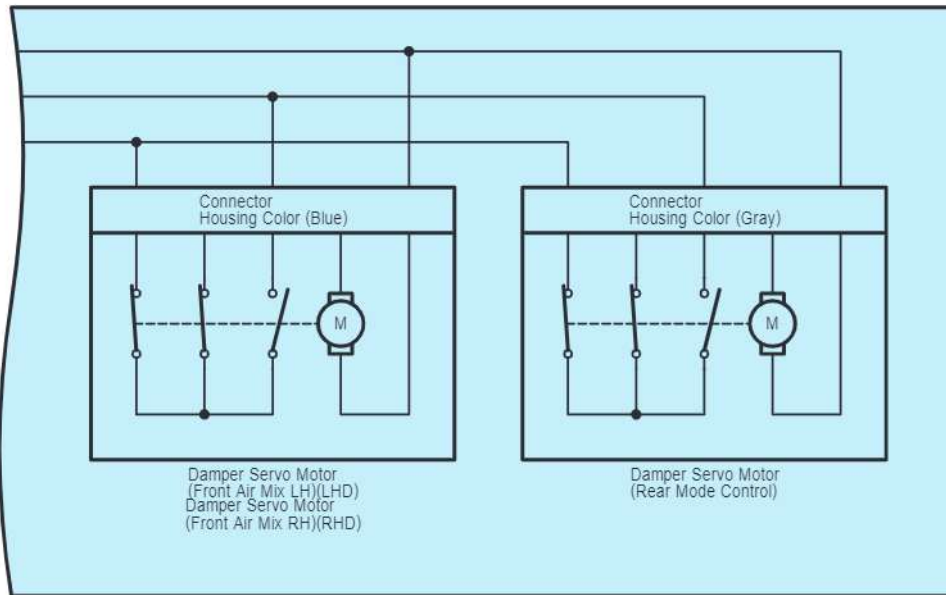 Connector
Housing Color (Blue)
M
Damper Servo Motor
(Front Air Mix LH)(LHD)
Damper Servo Motor
(Front Air Mix RH)(RHD)
Connector
Housing Color (Gray)
M
Damper Servo Motor
(Rear Mode Control)